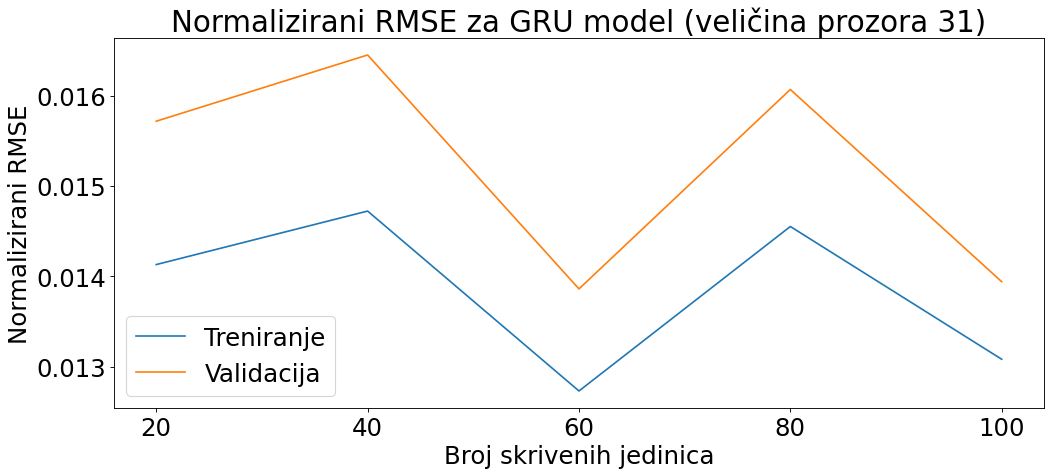 Normalizirani RMSE za GRU model (veličina prozora 31)
Normalizirani RMSE
0.016
0.015
0.014
0.013
Treniranje
Validacija
20 40 60 80 100
Broj skrivenih jedinica